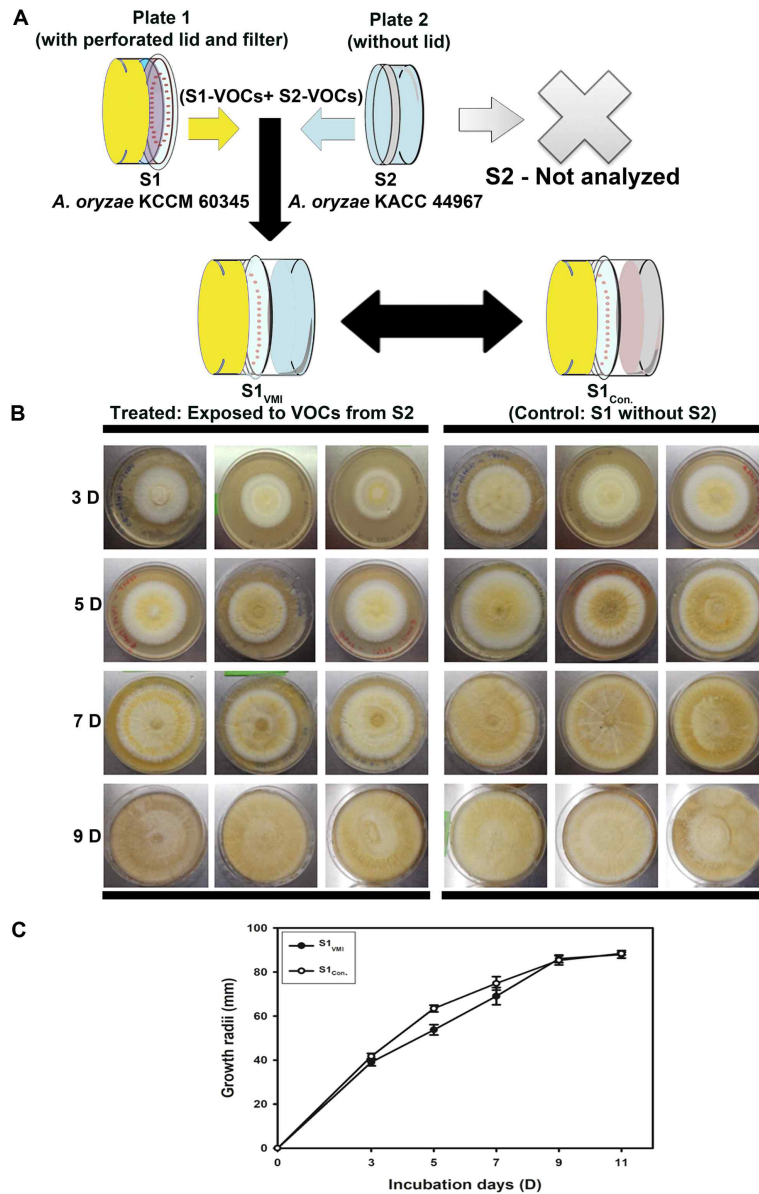 A
Plate 1
(with perforated lid and filter)
Plate 2
(without lid)
(S1-VOCs+ S2-VOCs)
S1
A. oryzae KCCM 60345
S2
A. oryzae KACC 44967
S2 - Not analyzed
S1VMI
S1Con.
B
Treated: Exposed to VOCs from S2
(Control: S1 without S2)
3 D
5 D
7 D
9 D
C
S1VMI
S1Con.
Growth radii (mm)
100
80
60
40
20
0
0 3 5 7 9 11
Incubation days (D)